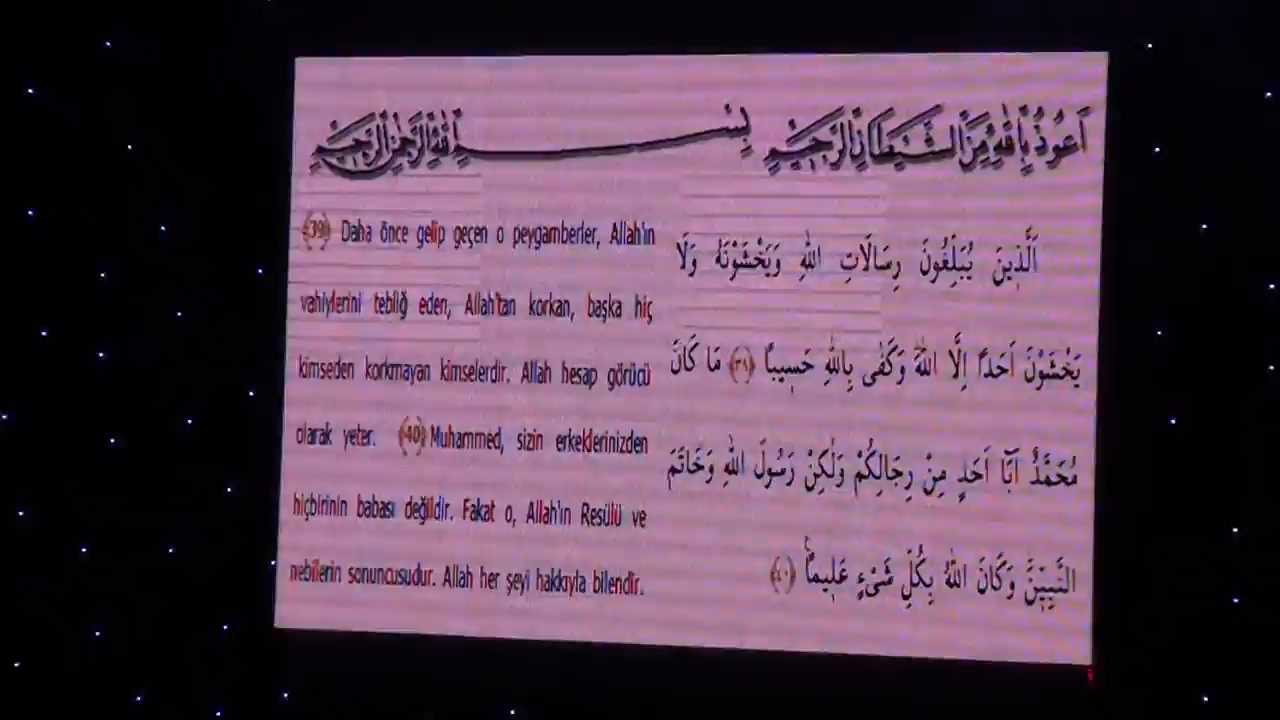 اَعُوذُ بِاللّٰهِ مِنَ الشَّيْطَانِ الرَّجِيمِ
بِسْمِ اللّٰهِ الرَّحْمٰنِ الرَّحِيمِ
اَلَّذِينَ يُبَلِّغُونَ رِسَالَاتِ اللّٰهِ وَيَخْشَوْنَهُ وَلَا
يَخْشَوْنَ اَحَدًا اِلَّا اللّٰهَ وَكَفٰى بِاللّٰهِ حَسِيبًا ﴿٣٩﴾ مَا كَانَ
مُحَمَّدٌ اَبَٓا اَحَدٍ مِنْ رِجَالِكُمْ وَلٰكِنْ رَسُولَ اللّٰهِ وَخَاتَمَ
النَّبِيّنَ وَكَانَ اللّٰهُ بِكُلِّ شَيْءٍ عَلِيمًا ﴿٤٠﴾
(39) Daha önce gelip geçen o peygamberler, Allah'ın
vahiylerini tebliğ eden, Allah'tan korkan, başka hiç
kimseden korkmayan kimselerdir. Allah hesap görücü
olarak yeter. (40) Muhammed, sizin erkeklerinizden
hiçbirinin babası değildir. Fakat o, Allah'ın Resülü ve
nebilerin sonuncusudur. Allah her şeyi hakkıyla bilendir.